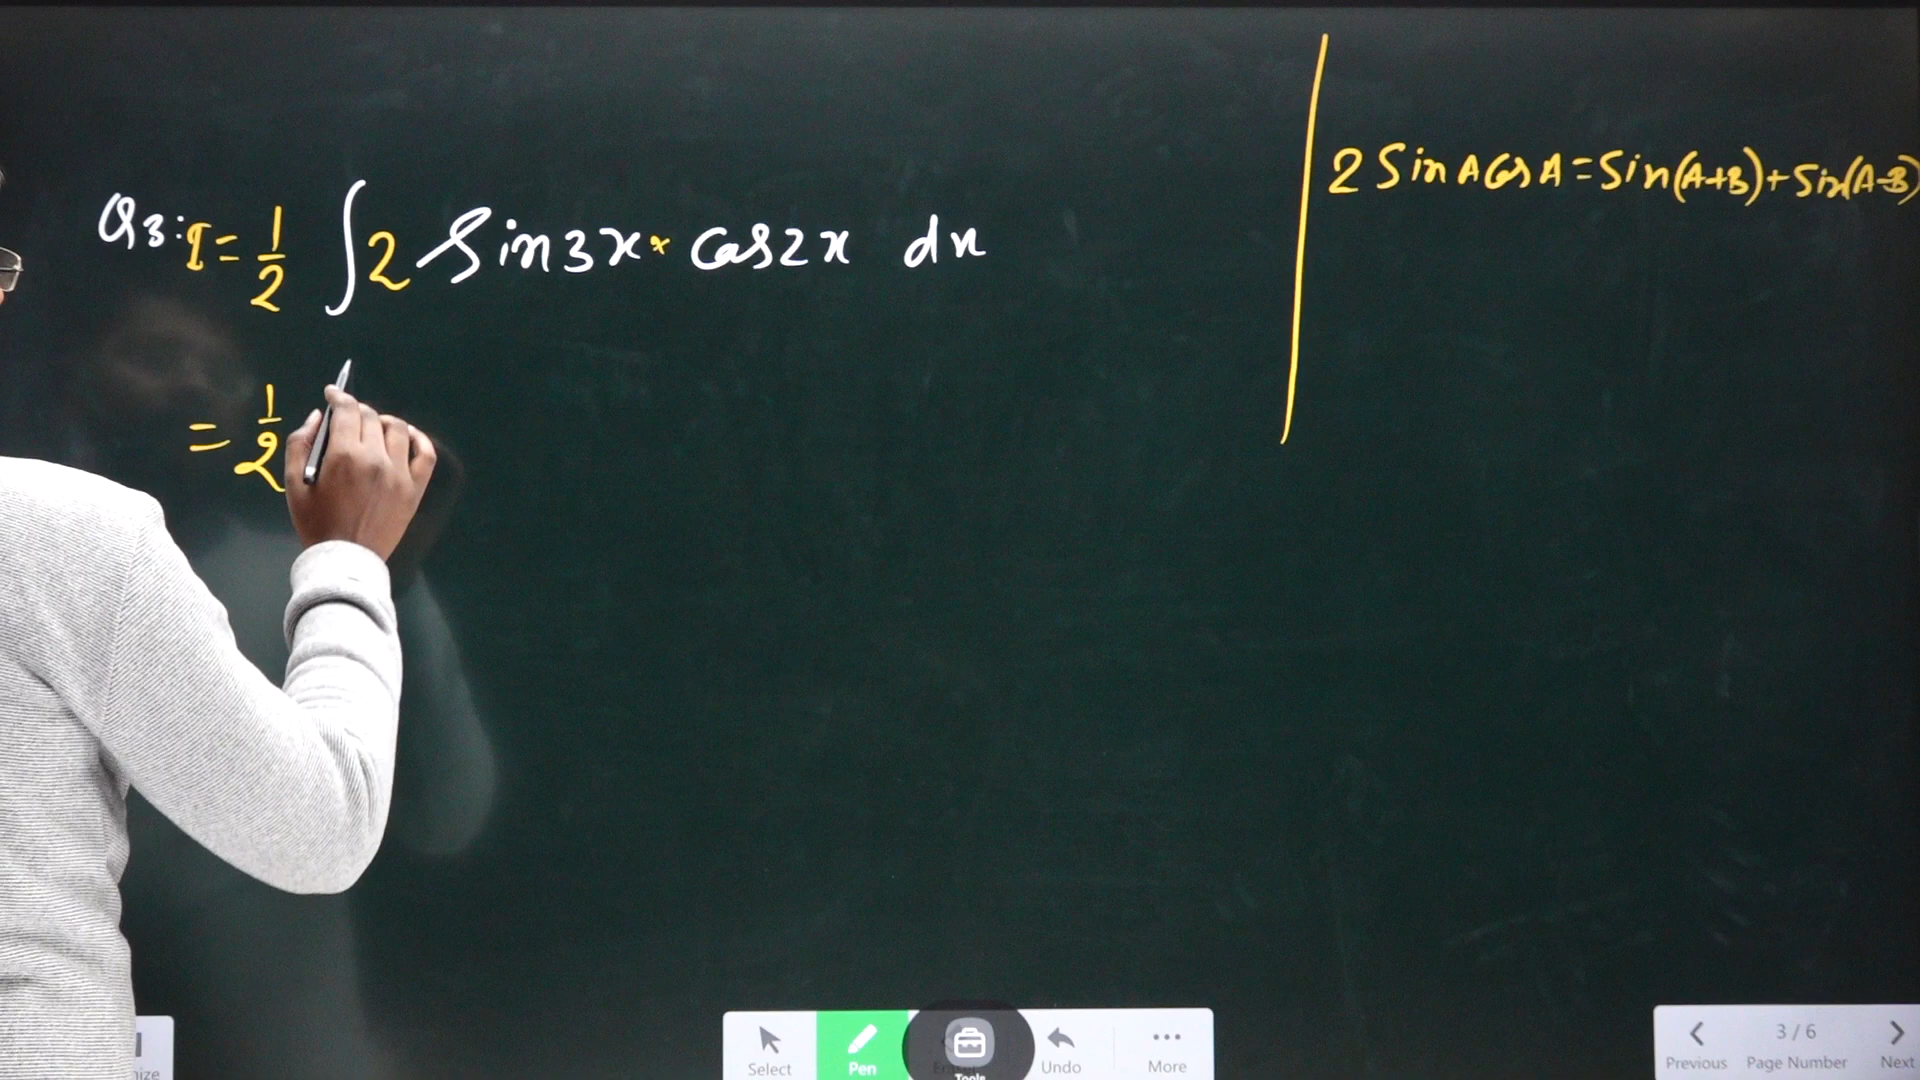 Q3: I = 1/2 ∫ 2 Sin3x × Cos2x dx
= 1/2
2 Sin A Cos A = Sin(A+B) + Sin(A-B)
Select Pen Tools Undo More
3 / 6
Previous Page Number Next